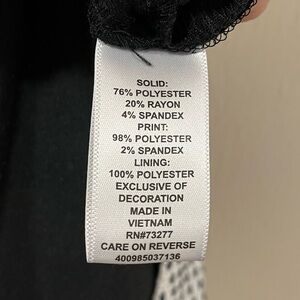 SOLID:
76% POLYESTER
20% RAYON
4% SPANDEX
PRINT:
98% POLYESTER
2% SPANDEX
LINING:
100% POLYESTER
EXCLUSIVE OF
DECORATION
MADE IN
VIETNAM
RN#73277
CARE ON REVERSE
400985037136